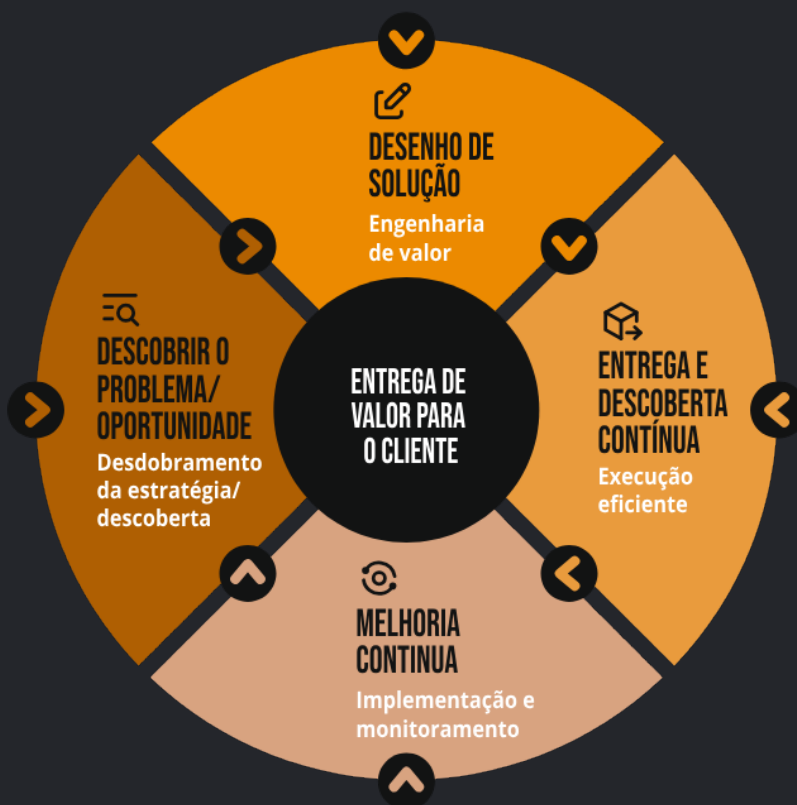 DESENHO DE
SOLUÇÃO
Engenharia
de valor
DESCOBRIR O
PROBLEMA/
OPORTUNIDADE
Desdobramento
da estratégia/
descoberta
ENTREGA DE
VALOR PARA
O CLIENTE
ENTREGA E
DESCOBERTA
CONTÍNUA
Execução
eficiente
MELHORIA
CONTINUA
Implementação e
monitoramento